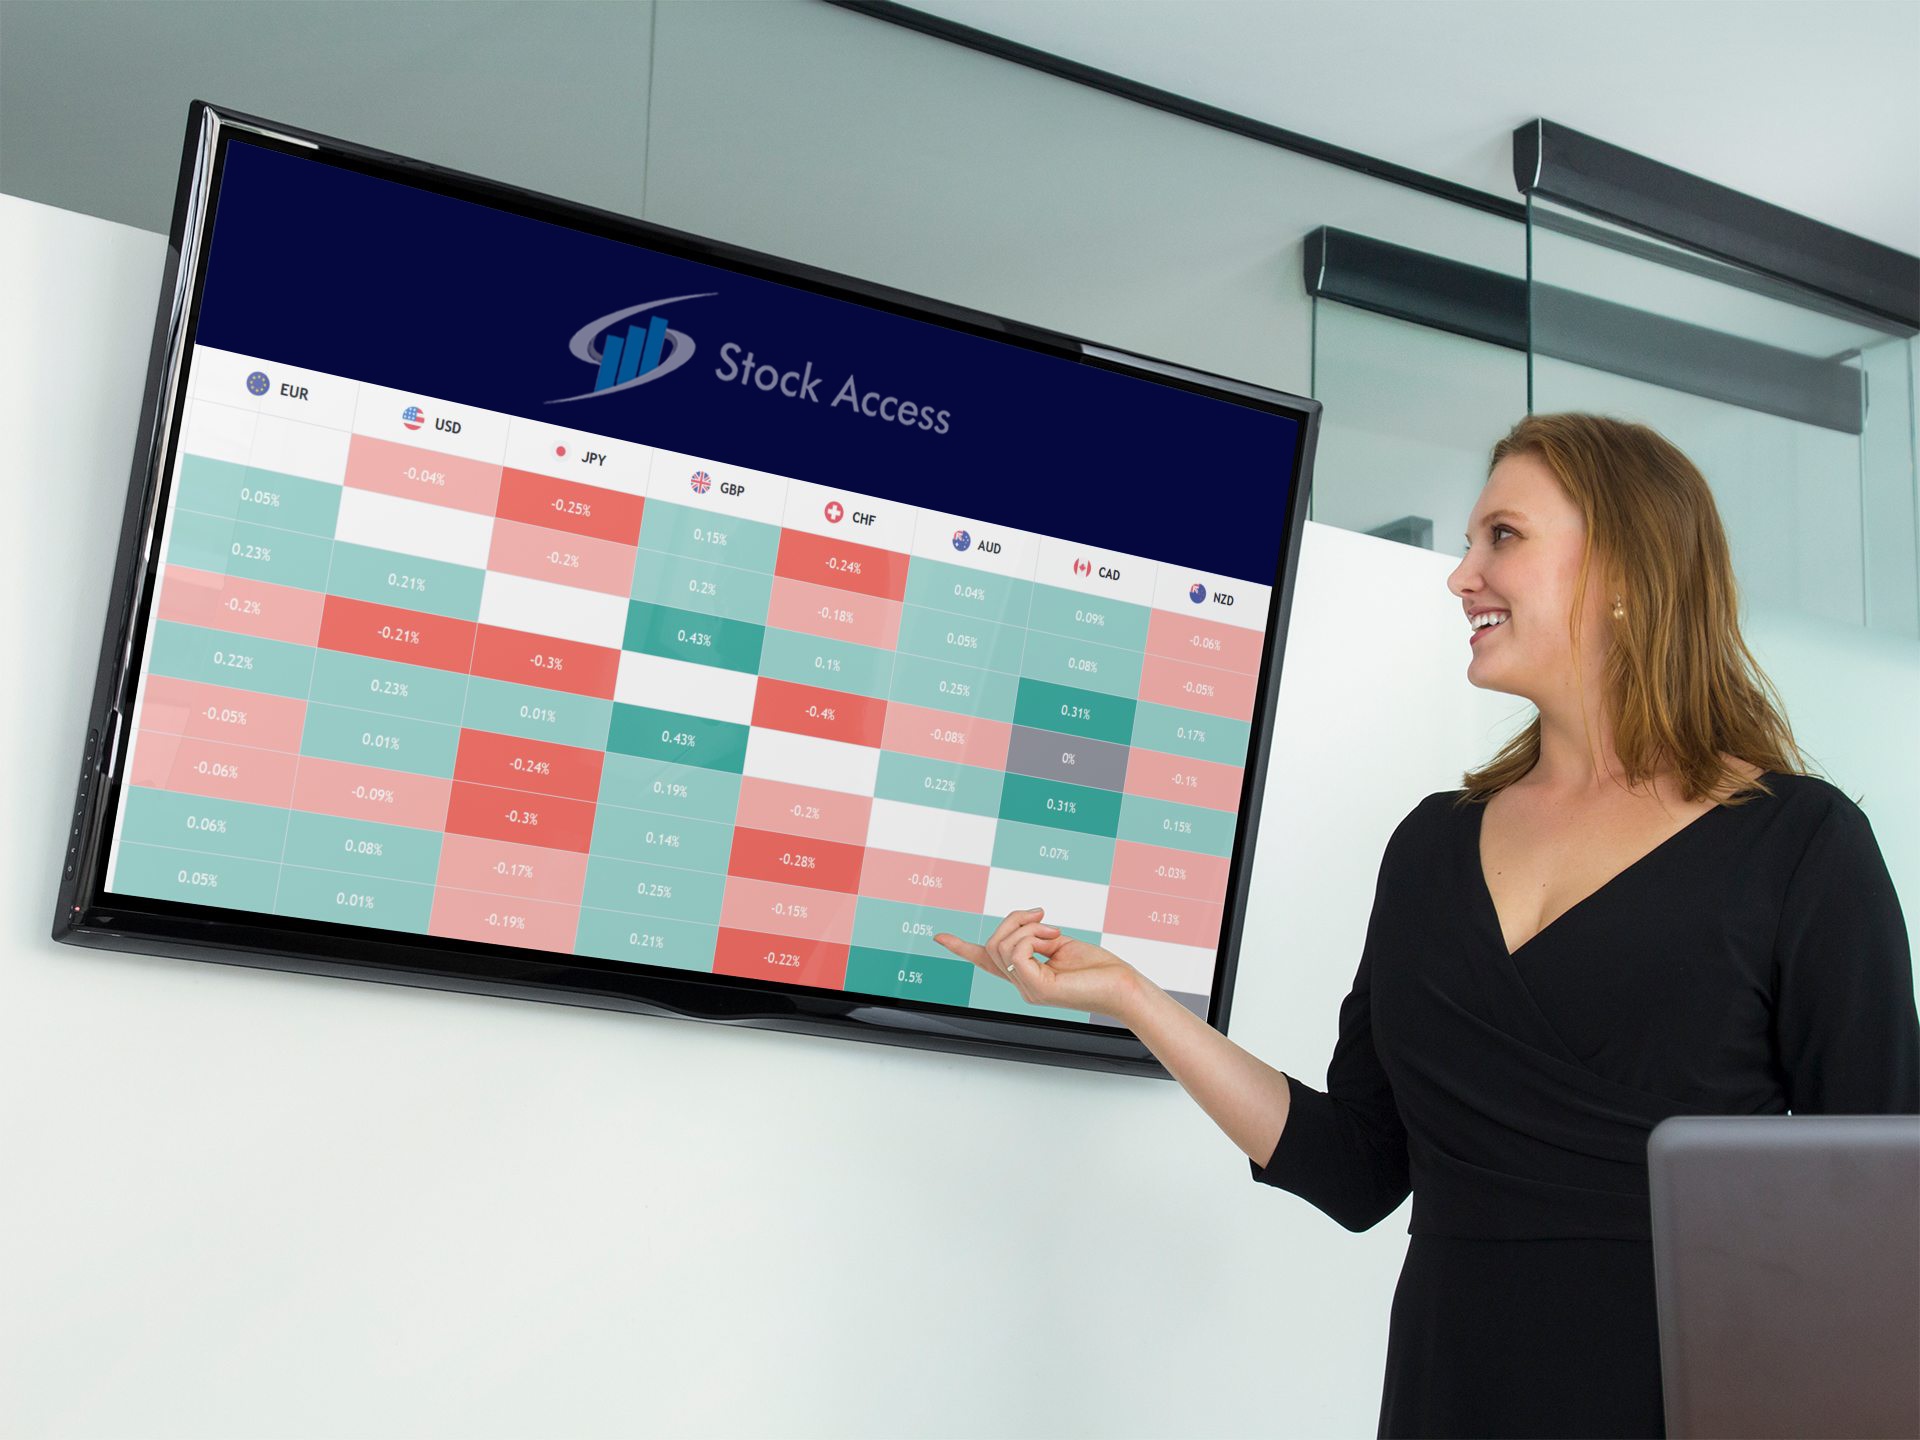 Stock Access
EUR USD JPY GBP CHF AUD CAD NZD
-0.04% -0.25% 0.15% -0.24% 0.04% 0.09% -0.06%
0.05% -0.2% 0.2% -0.18% 0.05% 0.08% -0.05%
0.23% 0.21% 0.43% 0.1% 0.25% 0.31% 0.17%
-0.2% -0.21% -0.3% -0.4% -0.08% 0% -0.1%
0.22% 0.23% 0.01% 0.43% 0.22% 0.31% 0.15%
-0.05% 0.01% -0.24% 0.19% -0.2% 0.07% -0.03%
-0.06% -0.09% -0.3% 0.14% -0.28% -0.06% -0.13%
0.06% 0.08% -0.17% 0.25% -0.15% 0.05%
0.05% 0.01% -0.19% 0.21% -0.22% 0.5%